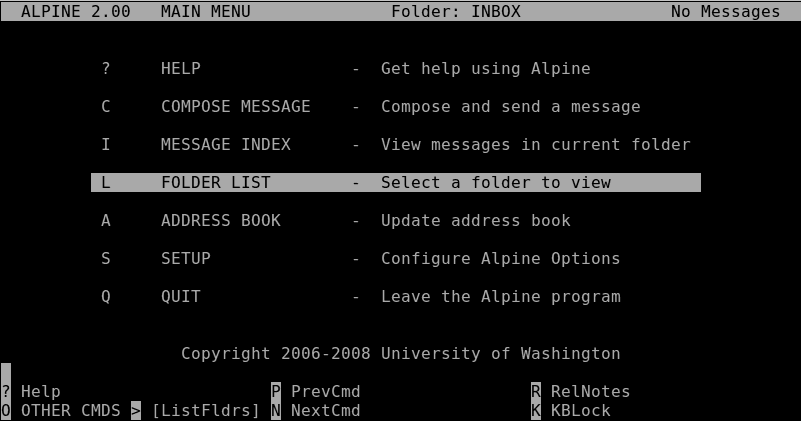 ALPINE 2.00   MAIN MENU              Folder: INBOX               No Messages
?     HELP               -  Get help using Alpine
C     COMPOSE MESSAGE    -  Compose and send a message
I     MESSAGE INDEX      -  View messages in current folder
L     FOLDER LIST        -  Select a folder to view
A     ADDRESS BOOK       -  Update address book
S     SETUP              -  Configure Alpine Options
Q     QUIT               -  Leave the Alpine program
Copyright 2006-2008 University of Washington
? Help                     P PrevCmd                 R RelNotes
O OTHER CMDS > [ListFldrs] N NextCmd                 K KBLock